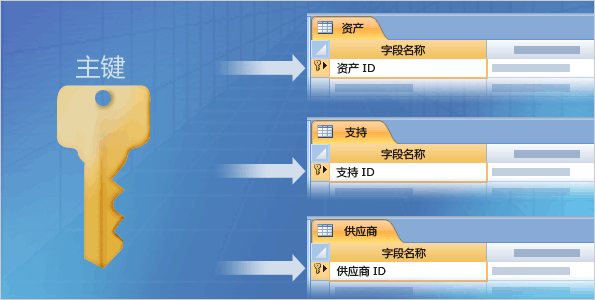 主键
资产
字段名称
资产 ID
支持
字段名称
支持 ID
供应商
字段名称
供应商 ID